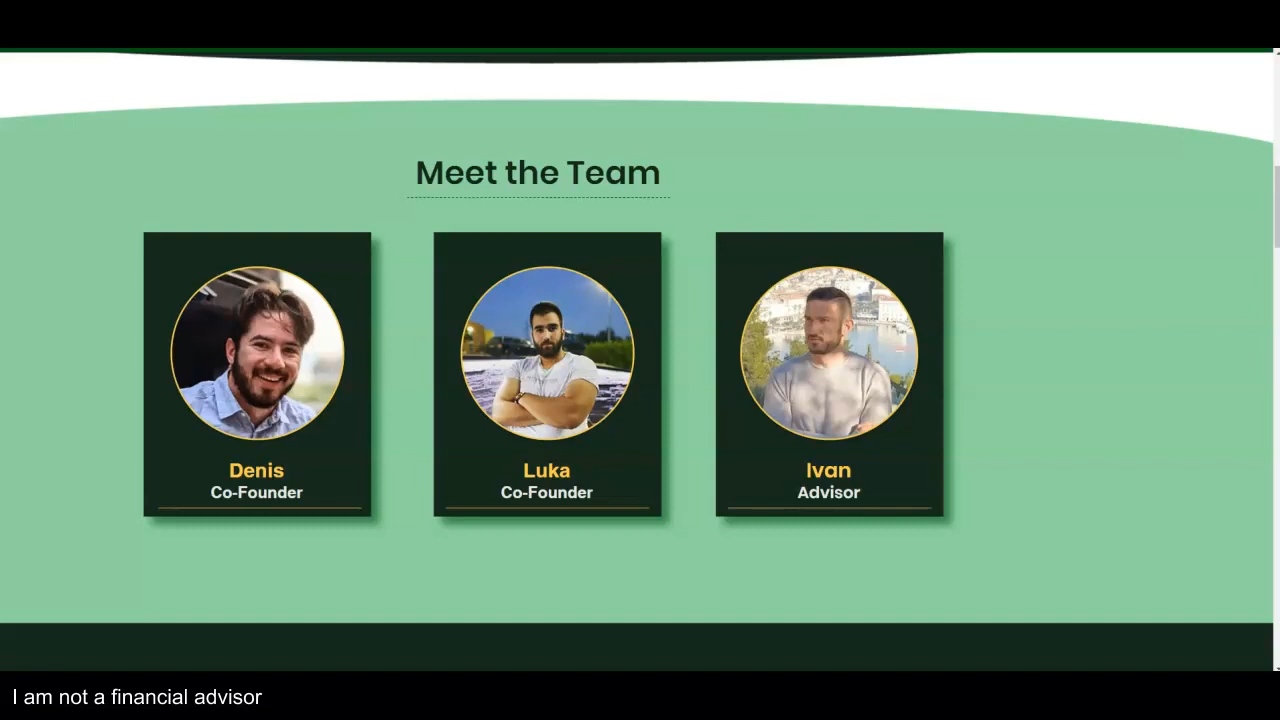 Meet the Team
Denis
Co-Founder
Luka
Co-Founder
Ivan
Advisor
I am not a financial advisor